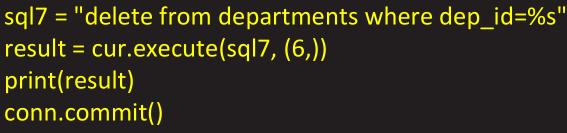 sql7 = "delete from departments where dep_id=%s"
result = cur.execute(sql7, (6,))
print(result)
conn.commit()